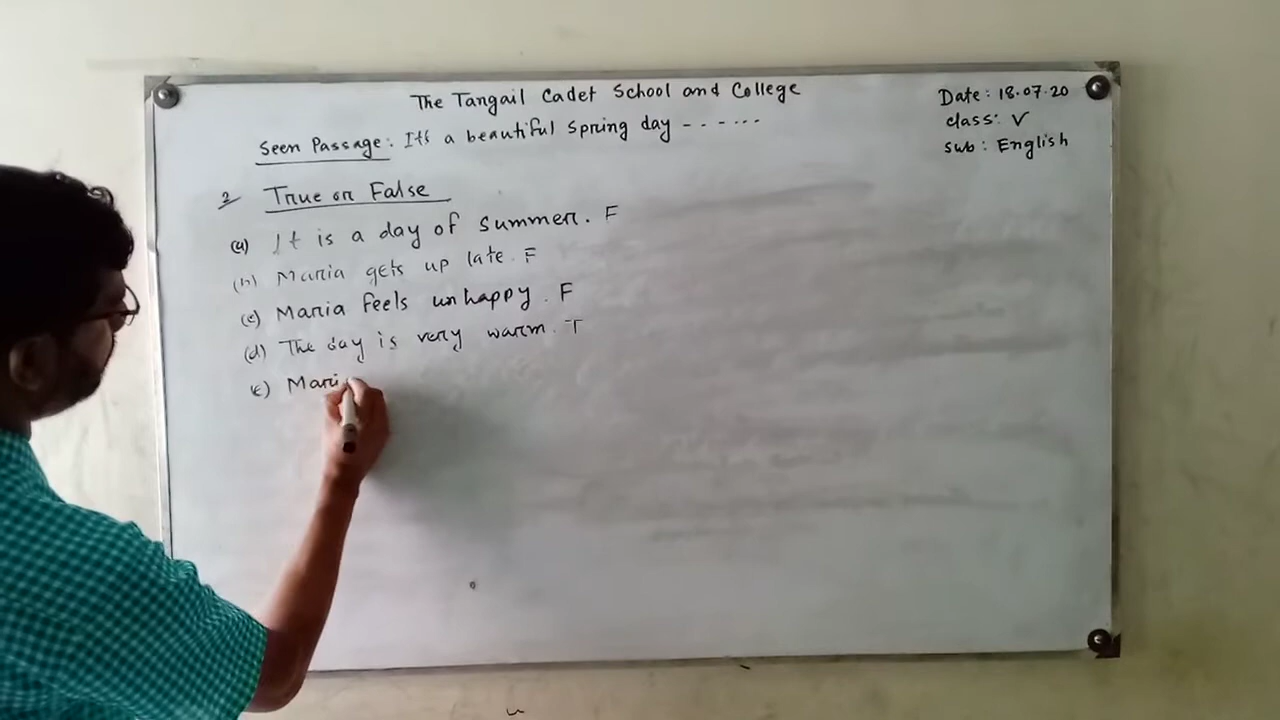 The Tangail Cadet School and College
Date: 18.07.20
Seen Passage: It's a beautiful spring day - - - - - -
class: V
Sub: English
2 True or False
(a) It is a day of summer. F
(b) Maria gets up late. F
(c) Maria feels unhappy. F
(d) The day is very warm. T
(e) Mari